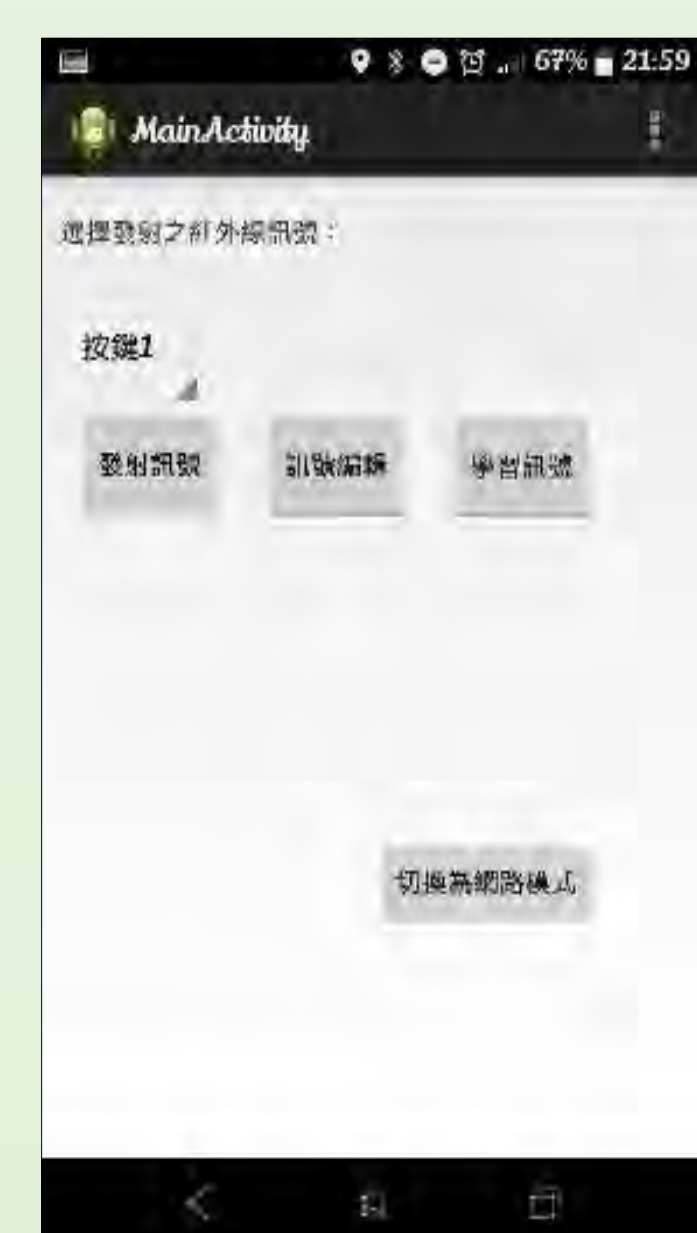 67% 21:59
MainActivity
選擇發射之紅外線訊號：
按鍵1
發射訊號 訊號編輯 學習訊號
切換為網路模式